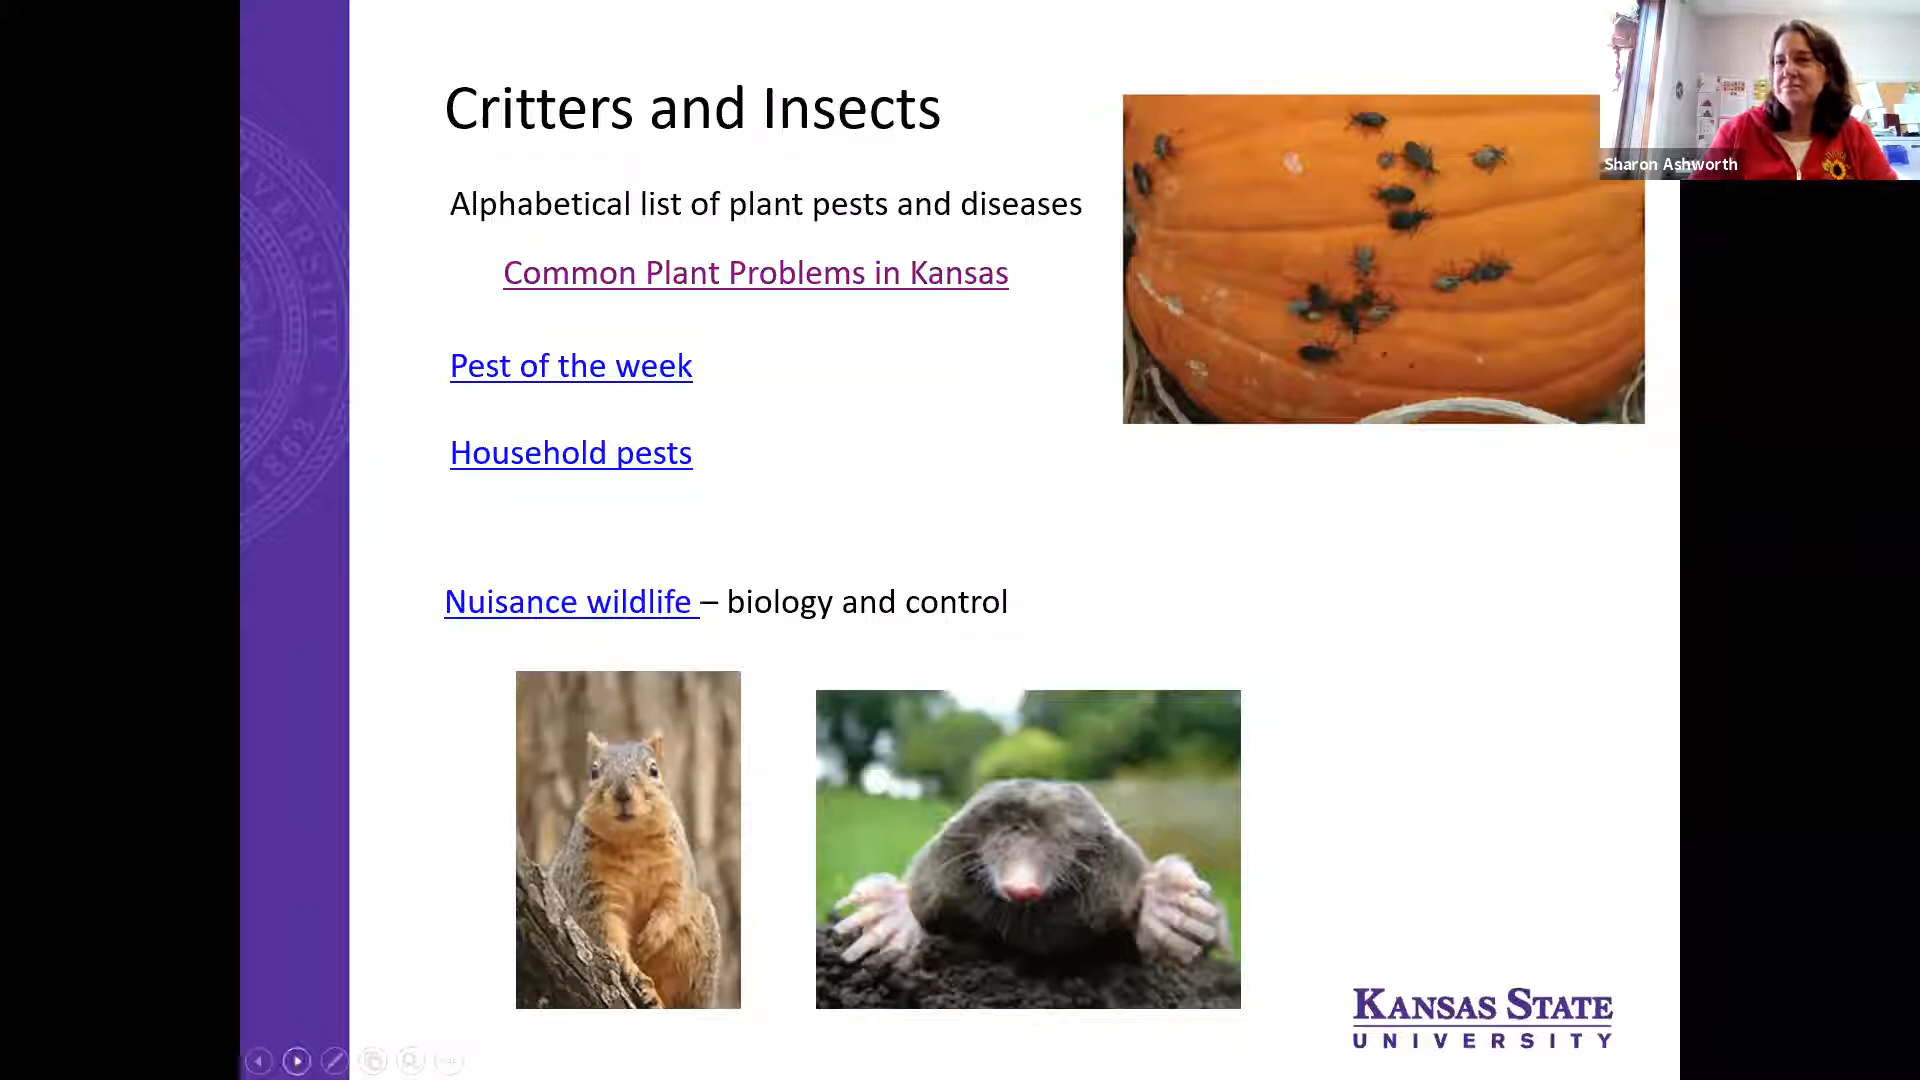 Critters and Insects
Sharon Ashworth
Alphabetical list of plant pests and diseases
Common Plant Problems in Kansas
Pest of the week
Household pests
Nuisance wildlife – biology and control
KANSAS STATE
UNIVERSITY